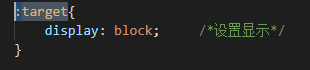 :target{
    display: block;     /*设置显示*/
}